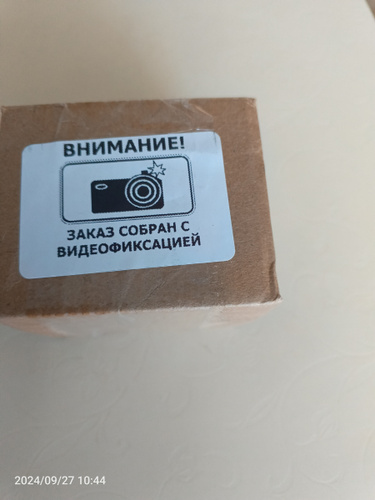 ВНИМАНИЕ!
ЗАКАЗ СОБРАН С
ВИДЕОФИКСАЦИЕЙ
2024/09/27 10:44